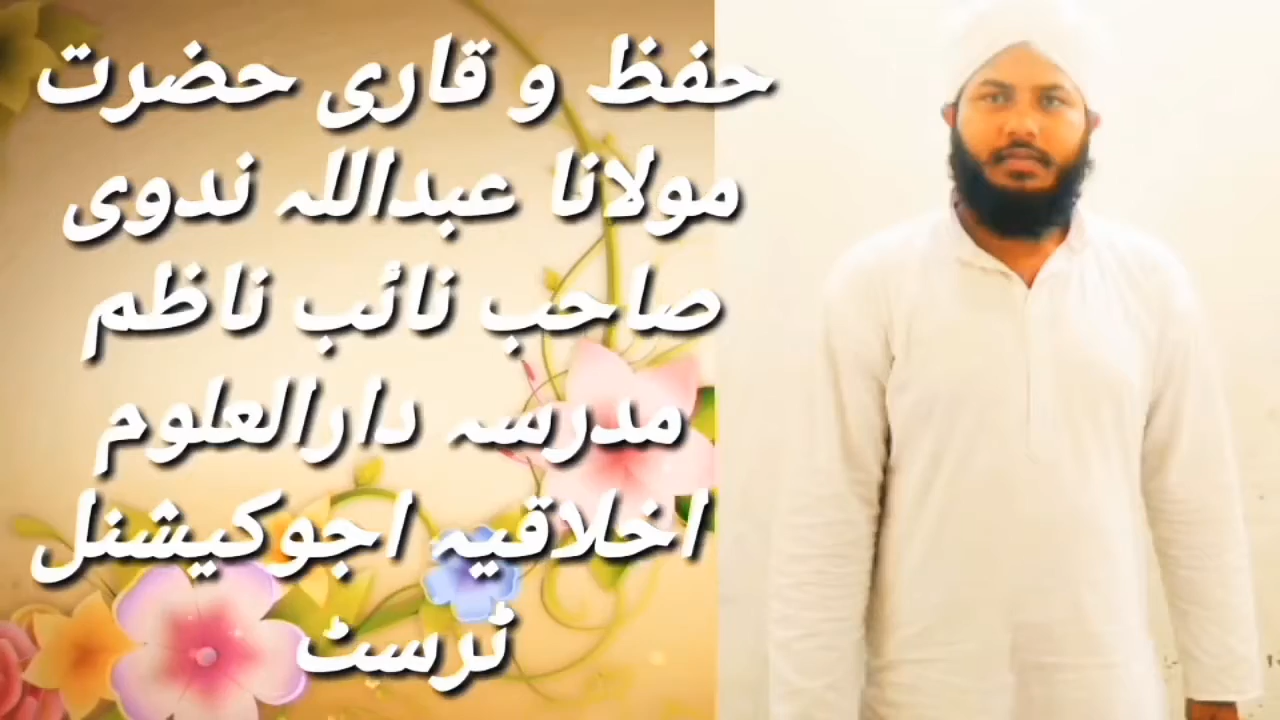 حفظ و قاری حضرت
مولانا عبداللہ ندوی
صاحب نائب ناظم
مدرسہ دارالعلوم
اخلاقیہ اجوکیشنل
ٹرسٹ